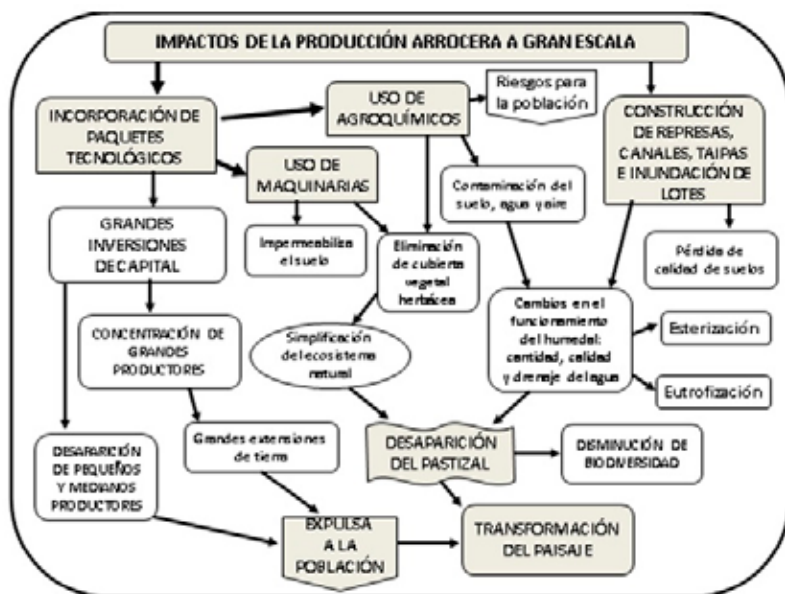 IMPACTOS DE LA PRODUCCIÓN ARROCERA A GRAN ESCALA
INCORPORACIÓN DE
PAQUETES
TECNOLÓGICOS
USO DE
AGROQUÍMICOS
Riesgos para
la población
CONSTRUCCIÓN
DE REPRESAS,
CANALES, TAIPAS
E INUNDACIÓN DE
LOTES
USO DE
MAQUINARIAS
Contaminación del
suelo, agua y aire
GRANDES
INVERSIONES
DE CAPITAL
Impermeabiliza
el suelo
Eliminación
de cubierta
vegetal
herbácea
Pérdida de
calidad de suelos
CONCENTRACIÓN DE
GRANDES
PRODUCTORES
Simplificación
del ecosistema
natural
Cambios en el
funcionamiento
del humedal:
cantidad, calidad
y drenaje del agua
Esterización
Eutrofización
DESAPARICIÓN
DE PEQUEÑOS
Y MEDIANOS
PRODUCTORES
Grandes extensiones
de tierra
DESAPARICIÓN
DEL PASTIZAL
DISMINUCIÓN DE
BIODIVERSIDAD
EXPULSA
A LA
POBLACIÓN
TRANSFORMACIÓN
DEL PAISAJE